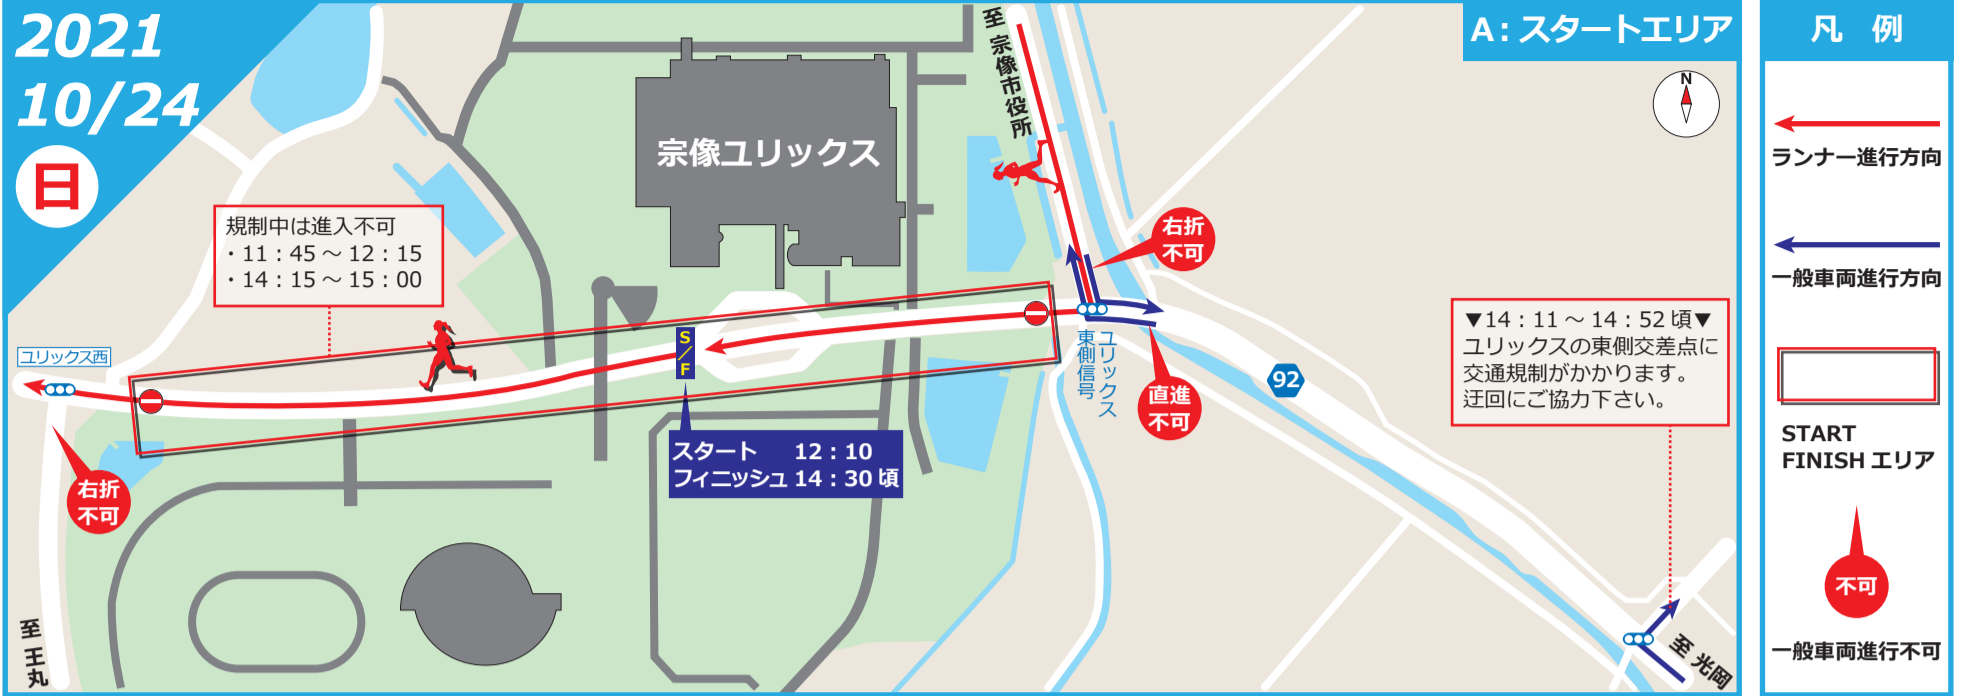 2021
10/24
日
A：スタートエリア
N
至 宗像市役所
宗像ユリックス
規制中は進入不可
・11：45～12：15
・14：15～15：00
右折
不可
ユリックス西
S/F
ユリックス
東側信号
直進
不可
92
▼14：11～14：52頃▼
ユリックスの東側交差点に
交通規制がかかります。
迂回にご協力下さい。
スタート 12：10
フィニッシュ 14：30頃
右折
不可
至 王丸
至 光岡
凡 例
ランナー進行方向
一般車両進行方向
START
FINISH エリア
不可
一般車両進行不可